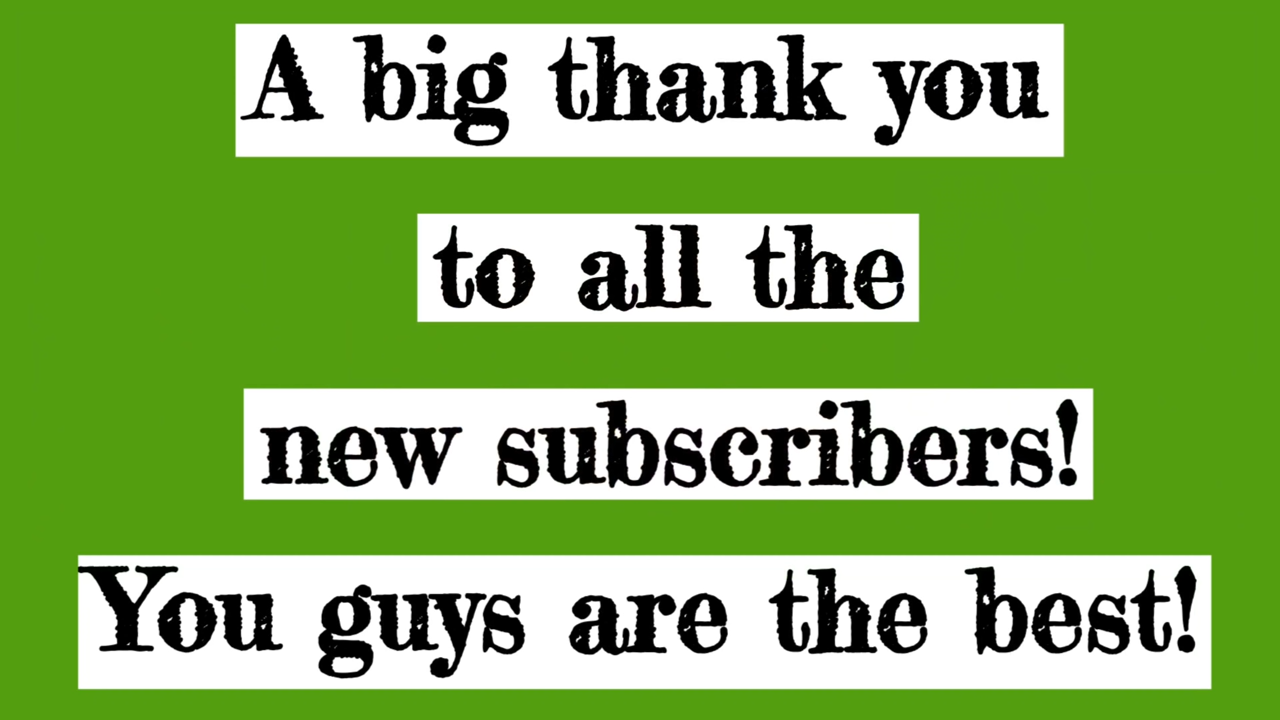 A big thank you
to all the
new subscribers!
You guys are the best!